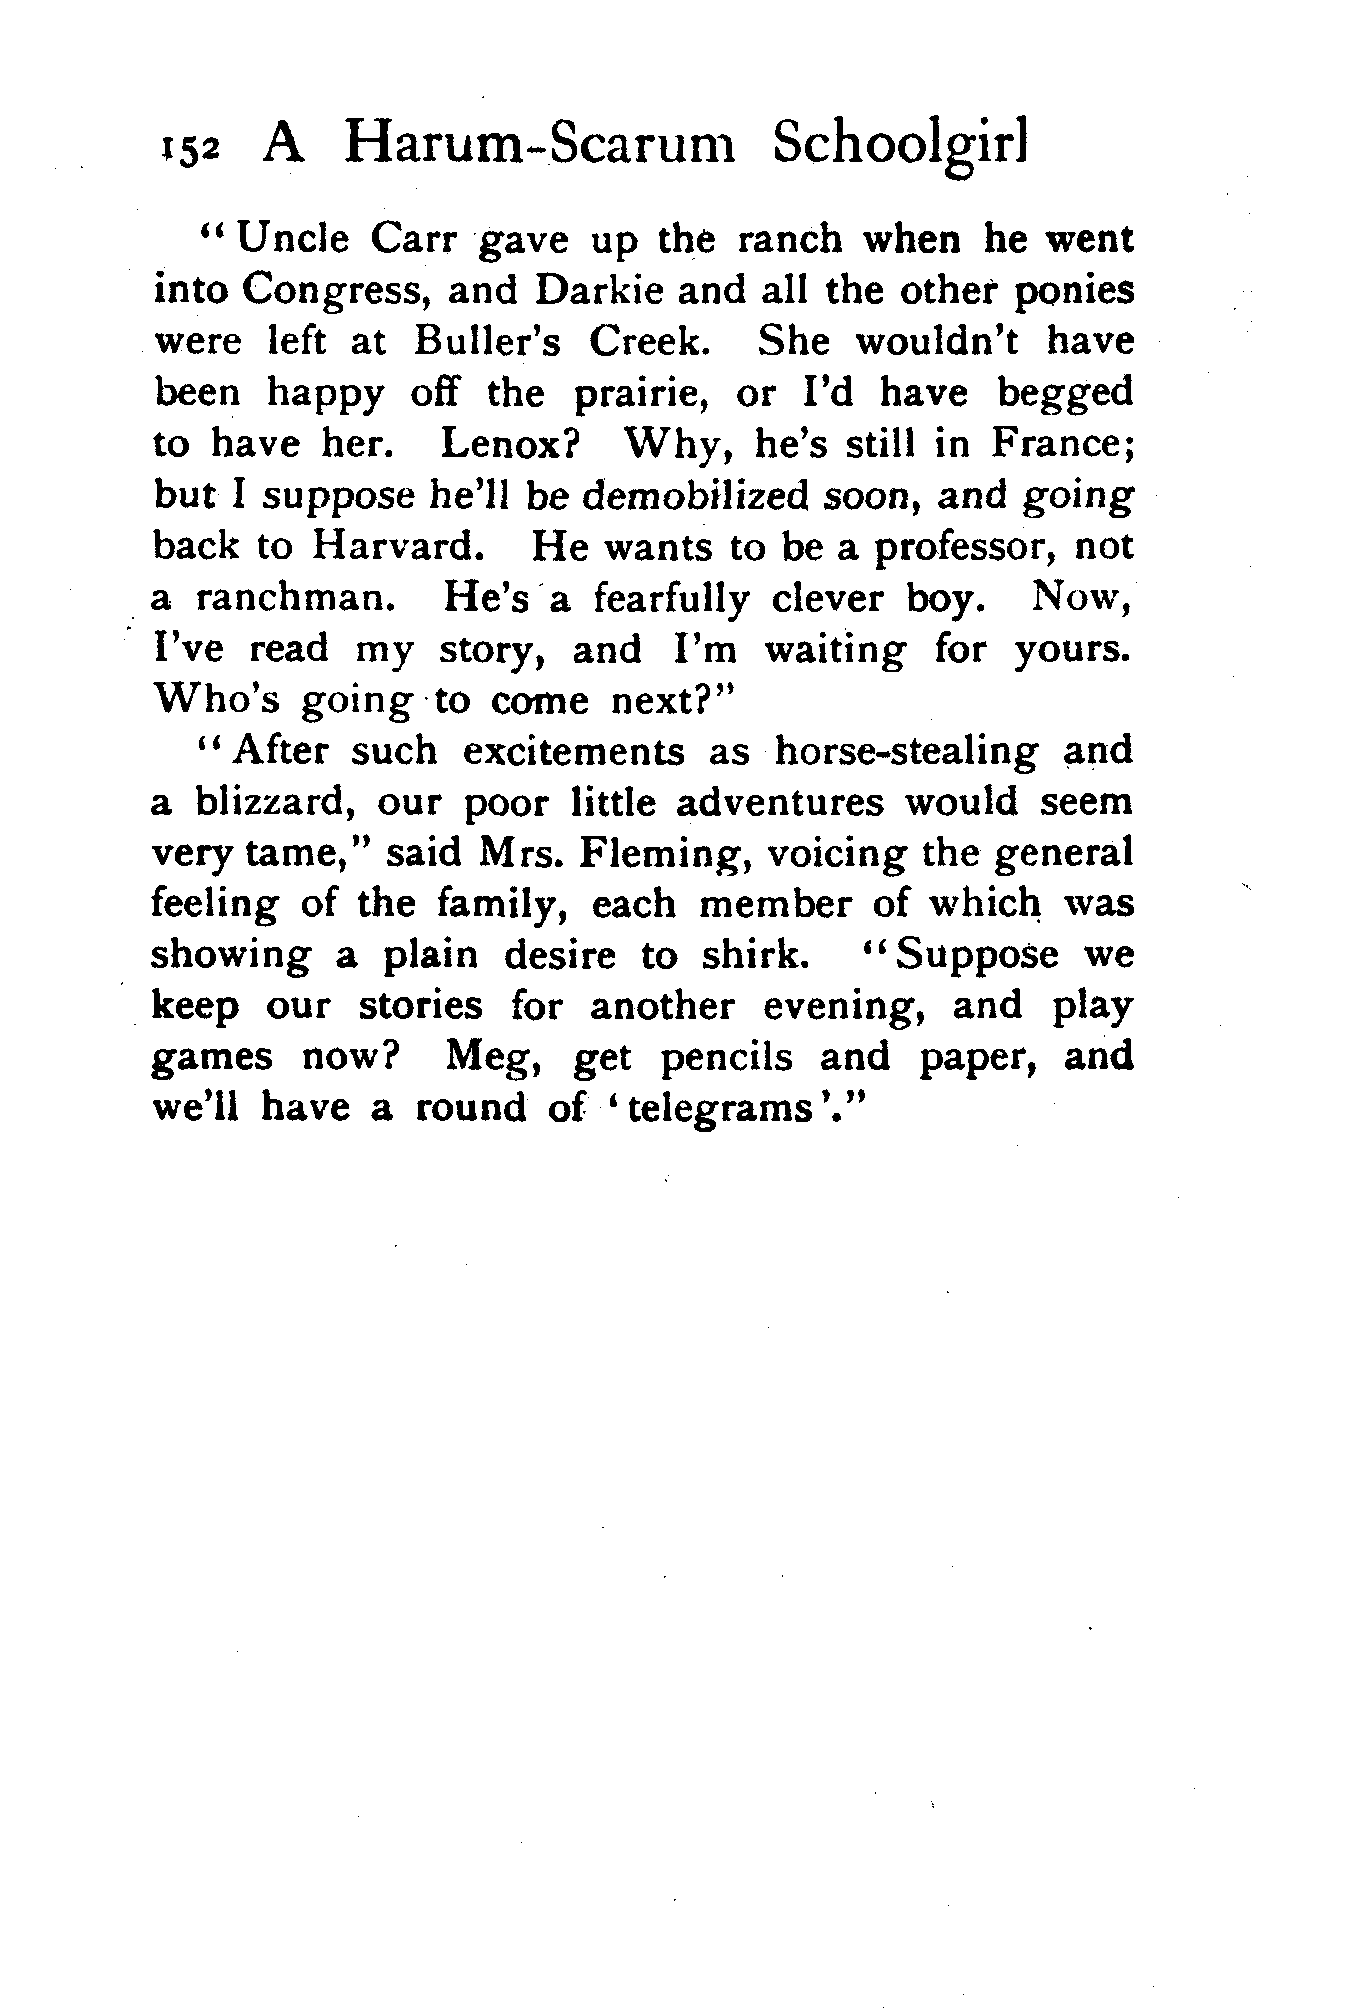 152 A Harum-Scarum Schoolgirl
“Uncle Carr gave up the ranch when he went
into Congress, and Darkie and all the other ponies
were left at Buller's Creek. She wouldn't have
been happy off the prairie, or I'd have begged
to have her. Lenox? Why, he's still in France;
but I suppose he'll be demobilized soon, and going
back to Harvard. He wants to be a professor, not
a ranchman. He's a fearfully clever boy. Now,
I've read my story, and I'm waiting for yours.
Who's going to come next?”
“After such excitements as horse-stealing and
a blizzard, our poor little adventures would seem
very tame,” said Mrs. Fleming, voicing the general
feeling of the family, each member of which was
showing a plain desire to shirk. “Suppose we
keep our stories for another evening, and play
games now? Meg, get pencils and paper, and
we'll have a round of ‘telegrams’.”